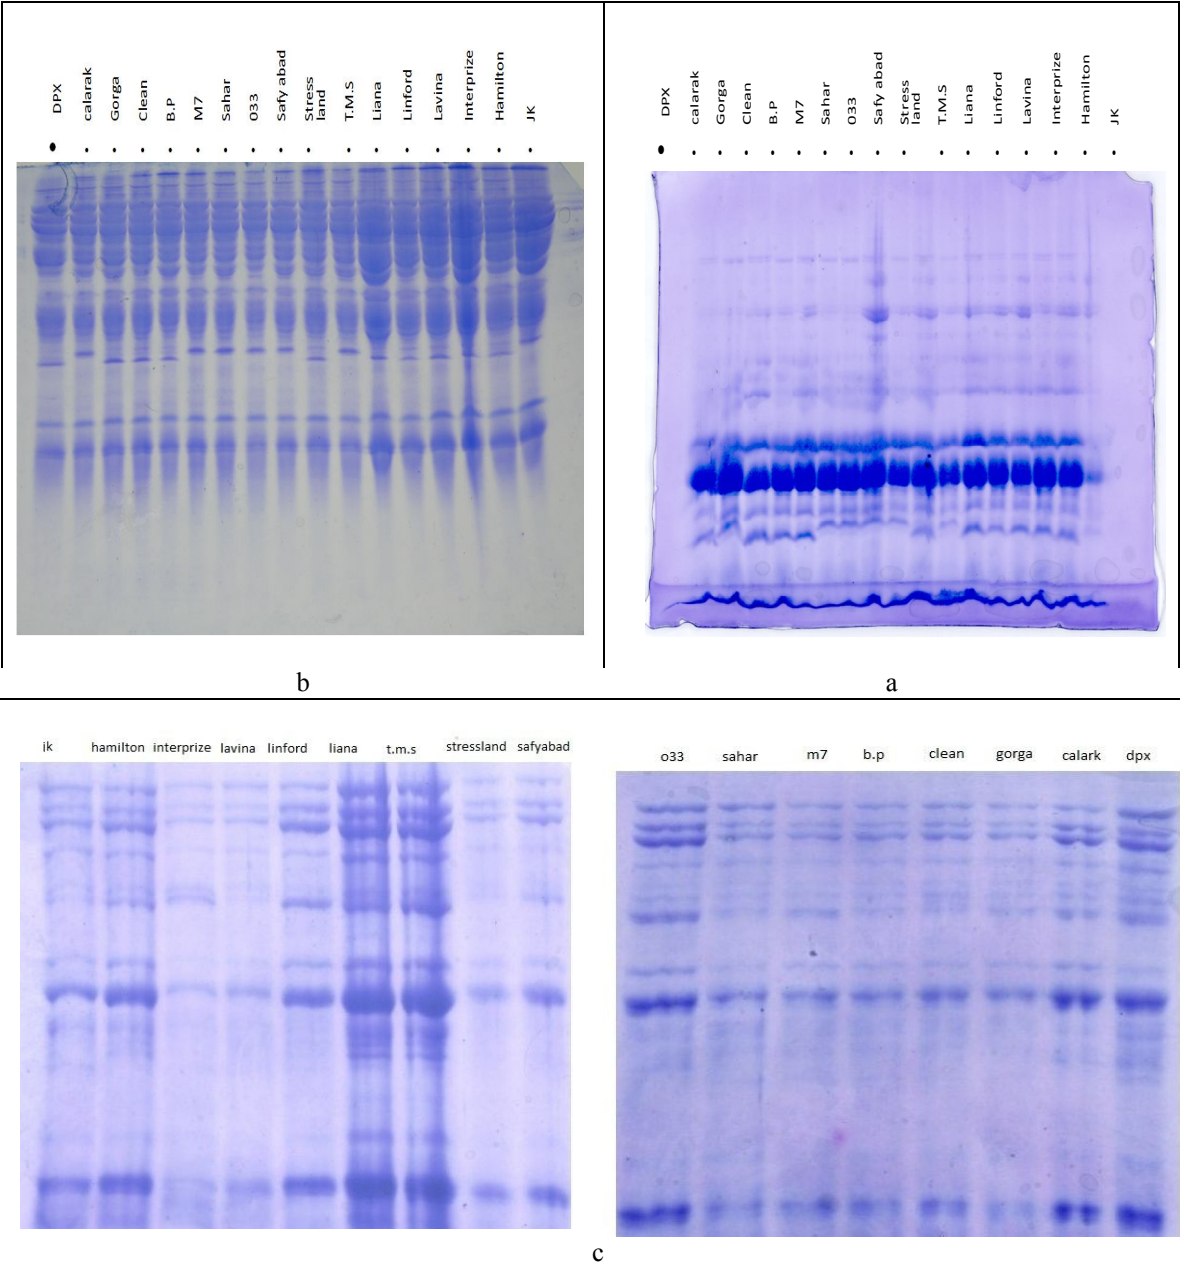 DPX
calarak
Gorga
Clean
B.P
M7
Sahar
033
Safy abad
Stress
land
T.M.S
Liana
Linford
Lavina
Interprize
Hamilton
JK
DPX
calarak
Gorga
Clean
B.P
M7
Sahar
033
Safy abad
Stress
land
T.M.S
Liana
Linford
Lavina
Interprize
Hamilton
JK
b
a
jk hamilton interprize lavina linford liana t.m.s stressland safyabad
o33 sahar m7 b.p clean gorga calark dpx
c